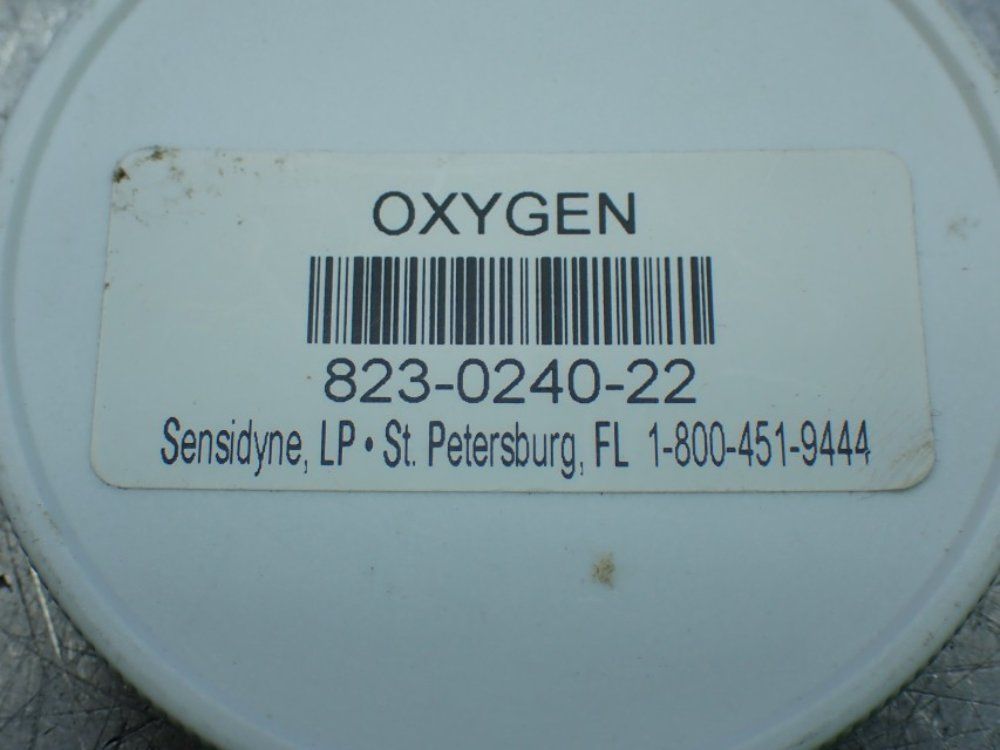 OXYGEN
823-0240-22
Sensidyne, LP • St. Petersburg, FL 1-800-451-9444